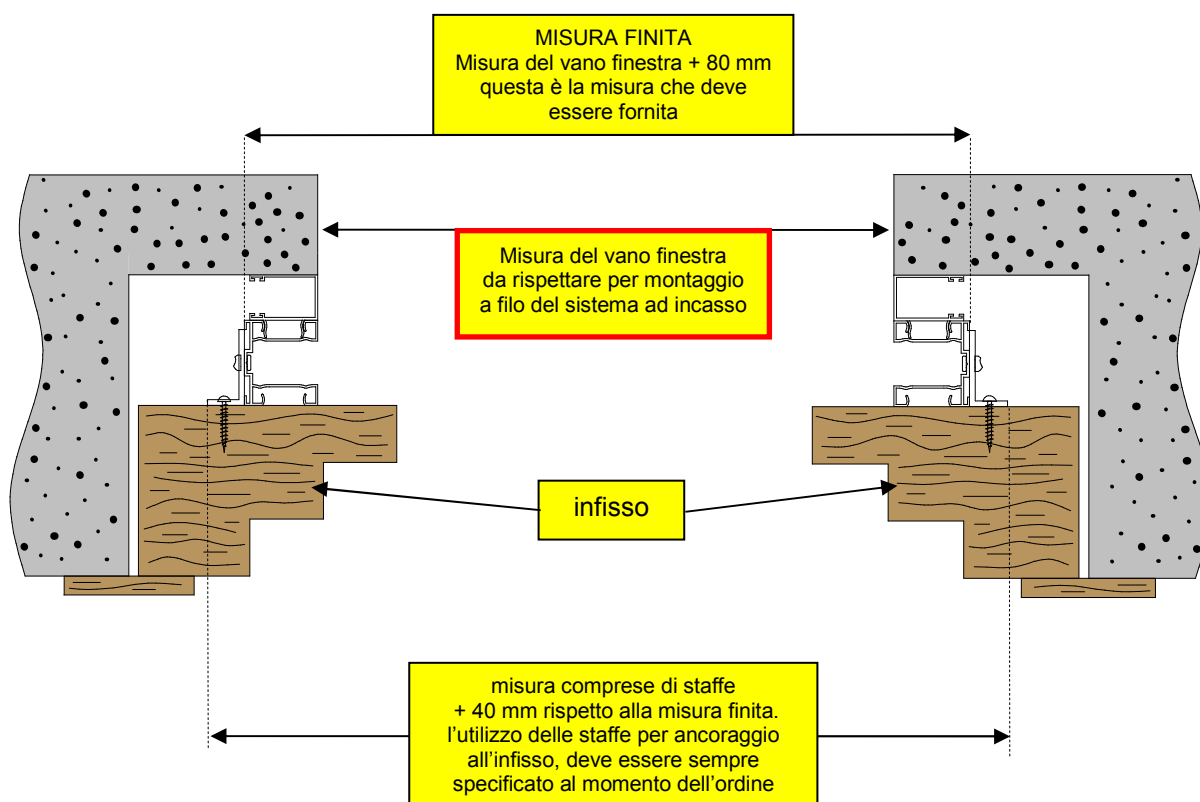 MISURA FINITA
Misura del vano finestra + 80 mm
questa è la misura che deve
essere fornita
Misura del vano finestra
da rispettare per montaggio
a filo del sistema ad incasso
infisso
misura comprese di staffe
+ 40 mm rispetto alla misura finita.
l’utilizzo delle staffe per ancoraggio
all’infisso, deve essere sempre
specificato al momento dell’ordine